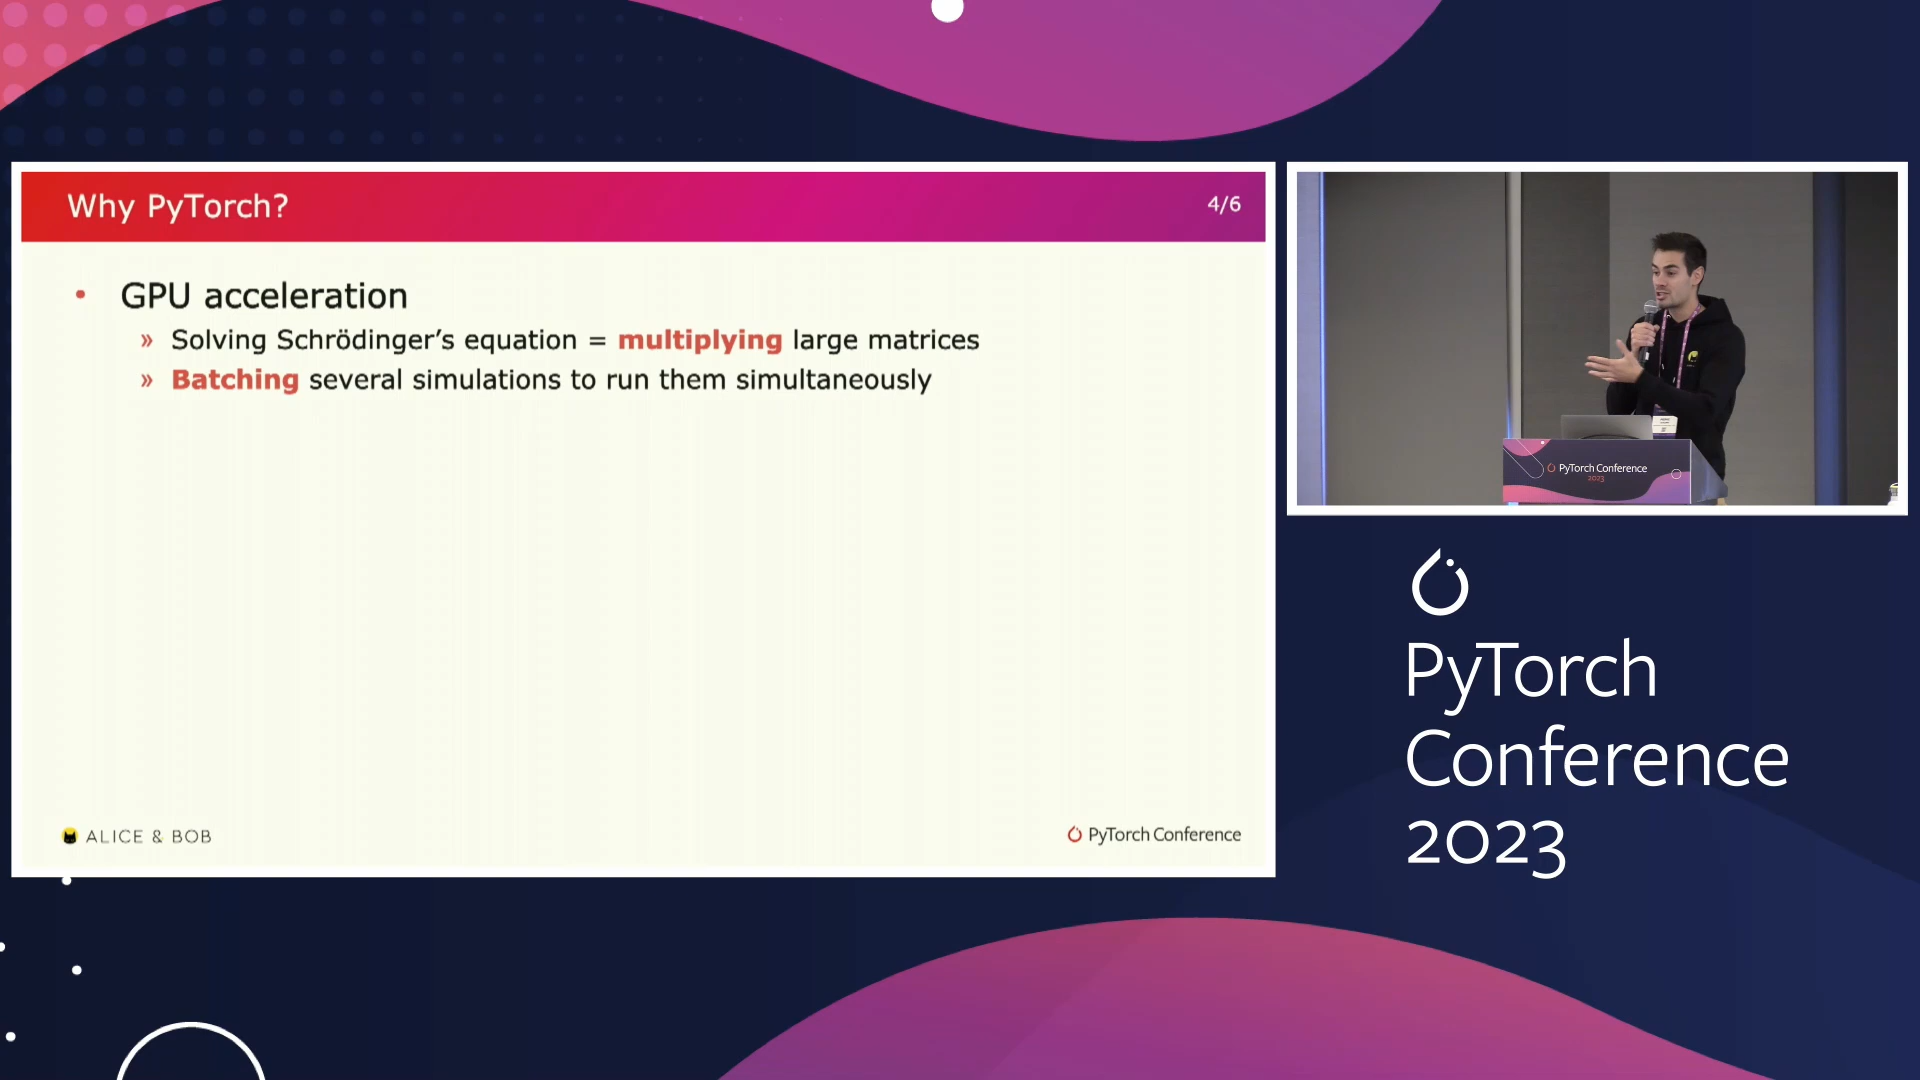 Why PyTorch?
4/6
• GPU acceleration
» Solving Schrödinger’s equation = multiplying large matrices
» Batching several simulations to run them simultaneously
ALICE & BOB
PyTorch Conference
PyTorch Conference
2023
PyTorch
Conference
2023